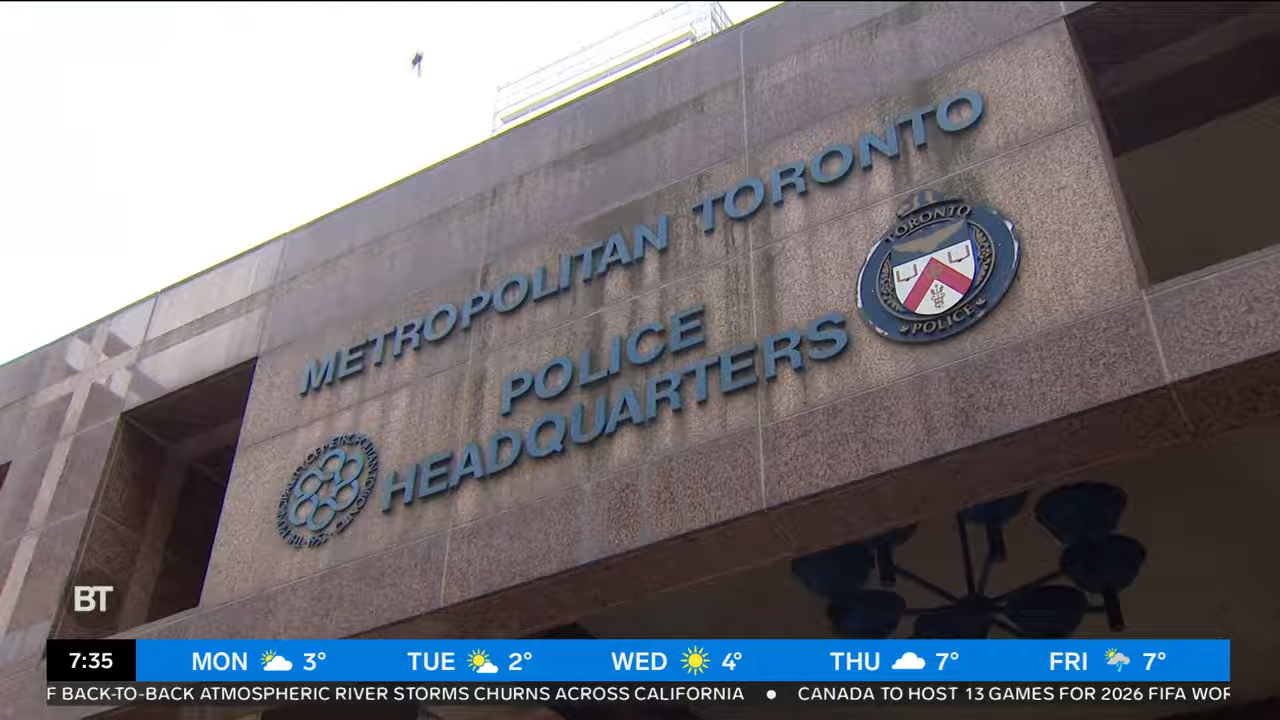 METROPOLITAN TORONTO
POLICE
HEADQUARTERS
TORONTO
POLICE
BT
7:35
MON 3°
TUE 2°
WED 4°
THU 7°
FRI 7°
F BACK-TO-BACK ATMOSPHERIC RIVER STORMS CHURNS ACROSS CALIFORNIA • CANADA TO HOST 13 GAMES FOR 2026 FIFA WOR